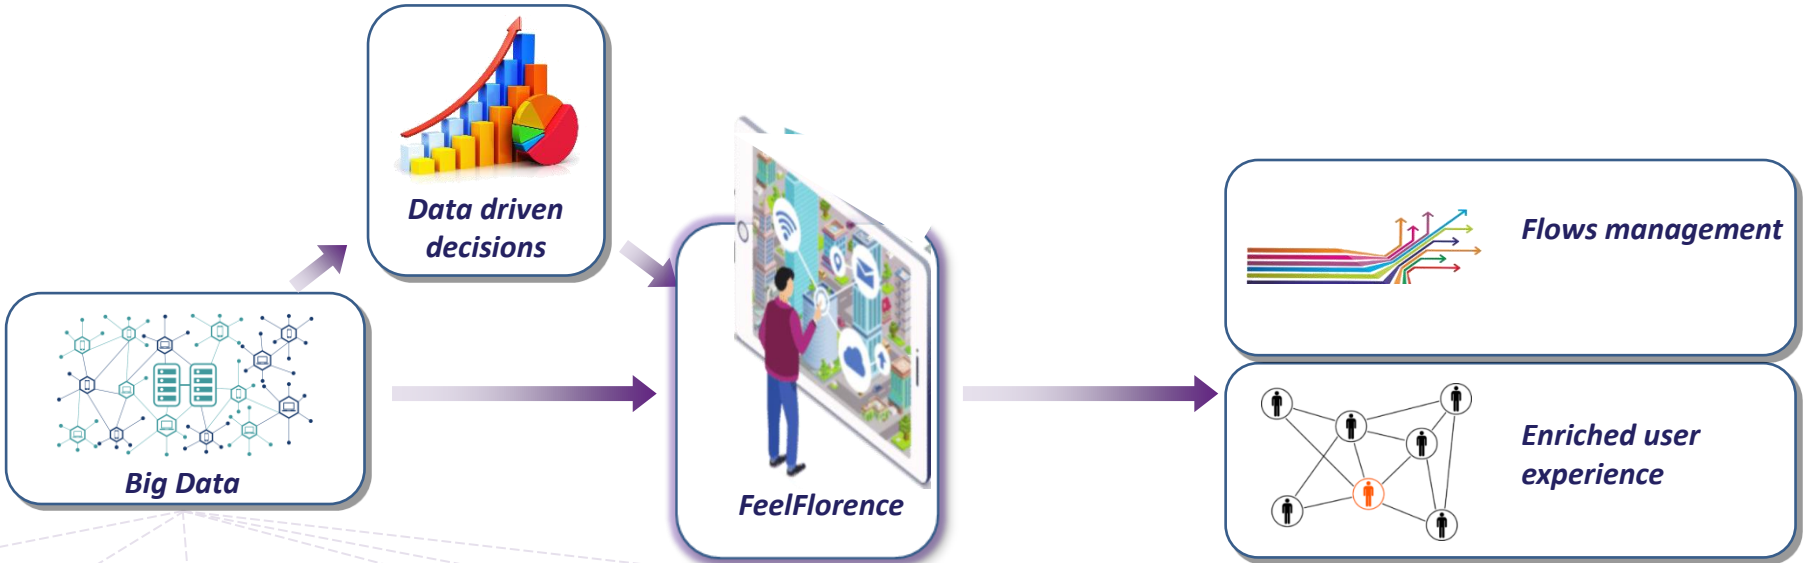 Data driven
decisions
Big Data
FeelFlorence
Flows management
Enriched user
experience